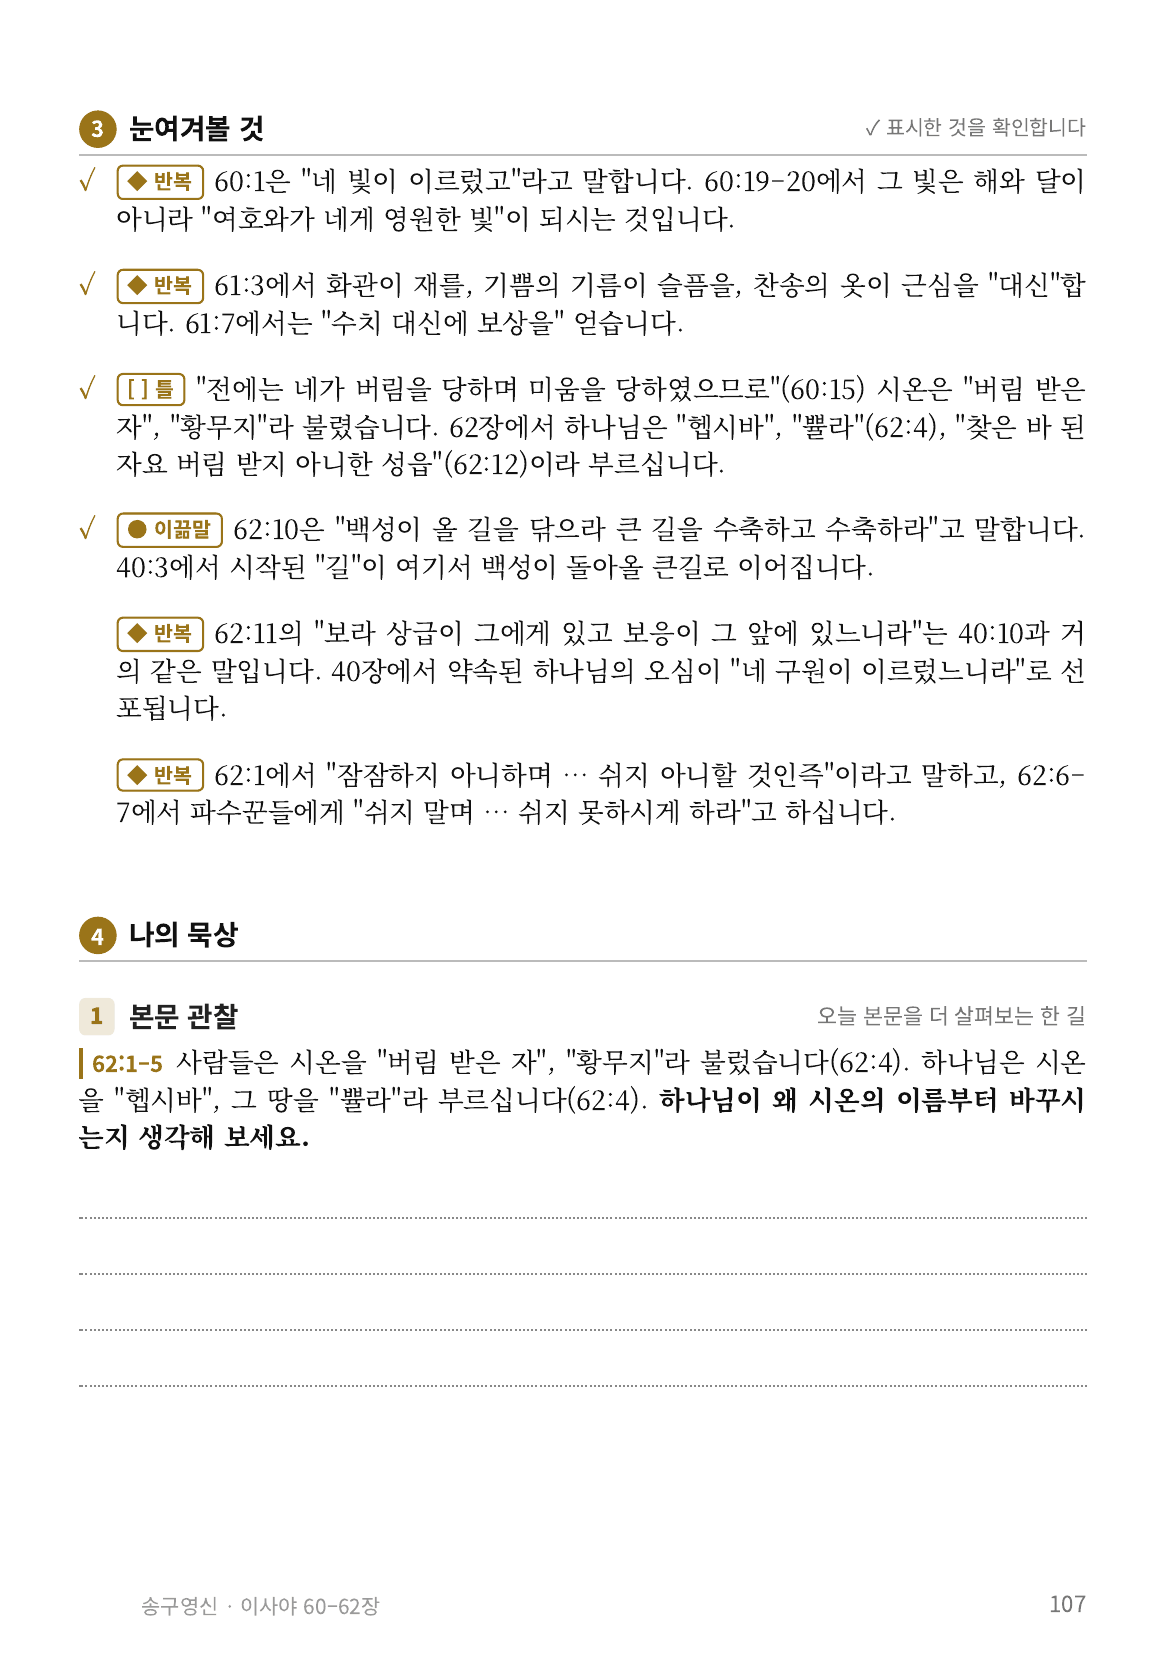 3 눈여겨볼 것
✓ 표시한 것을 확인합니다
✓ ◆ 반복 60:1은 "네 빛이 이르렀고"라고 말합니다. 60:19-20에서 그 빛은 해와 달이
아니라 "여호와가 네게 영원한 빛"이 되시는 것입니다.
✓ ◆ 반복 61:3에서 화관이 재를, 기쁨의 기름이 슬픔을, 찬송의 옷이 근심을 "대신"합
니다. 61:7에서는 "수치 대신에 보상을" 얻습니다.
✓ [ ] 틀 "전에는 네가 버림을 당하며 미움을 당하였으므로"(60:15) 시온은 "버림 받은
자", "황무지"라 불렸습니다. 62장에서 하나님은 "헵시바", "쁄라"(62:4), "찾은 바 된
자요 버림 받지 아니한 성읍"(62:12)이라 부르십니다.
✓ ● 이끎말 62:10은 "백성이 올 길을 닦으라 큰 길을 수축하고 수축하라"고 말합니다.
40:3에서 시작된 "길"이 여기서 백성이 돌아올 큰길로 이어집니다.
◆ 반복 62:11의 "보라 상급이 그에게 있고 보응이 그 앞에 있느니라"는 40:10과 거
의 같은 말입니다. 40장에서 약속된 하나님의 오심이 "네 구원이 이르렀느니라"로 선
포됩니다.
◆ 반복 62:1에서 "잠잠하지 아니하며 … 쉬지 아니할 것인즉"이라고 말하고, 62:6-
7에서 파수꾼들에게 "쉬지 말며 … 쉬지 못하시게 하라"고 하십니다.
4 나의 묵상
1 본문 관찰
오늘 본문을 더 살펴보는 한 길
62:1-5 사람들은 시온을 "버림 받은 자", "황무지"라 불렀습니다(62:4). 하나님은 시온
을 "헵시바", 그 땅을 "쁄라"라 부르십니다(62:4). 하나님이 왜 시온의 이름부터 바꾸시
는지 생각해 보세요.
송구영신 · 이사야 60-62장
107